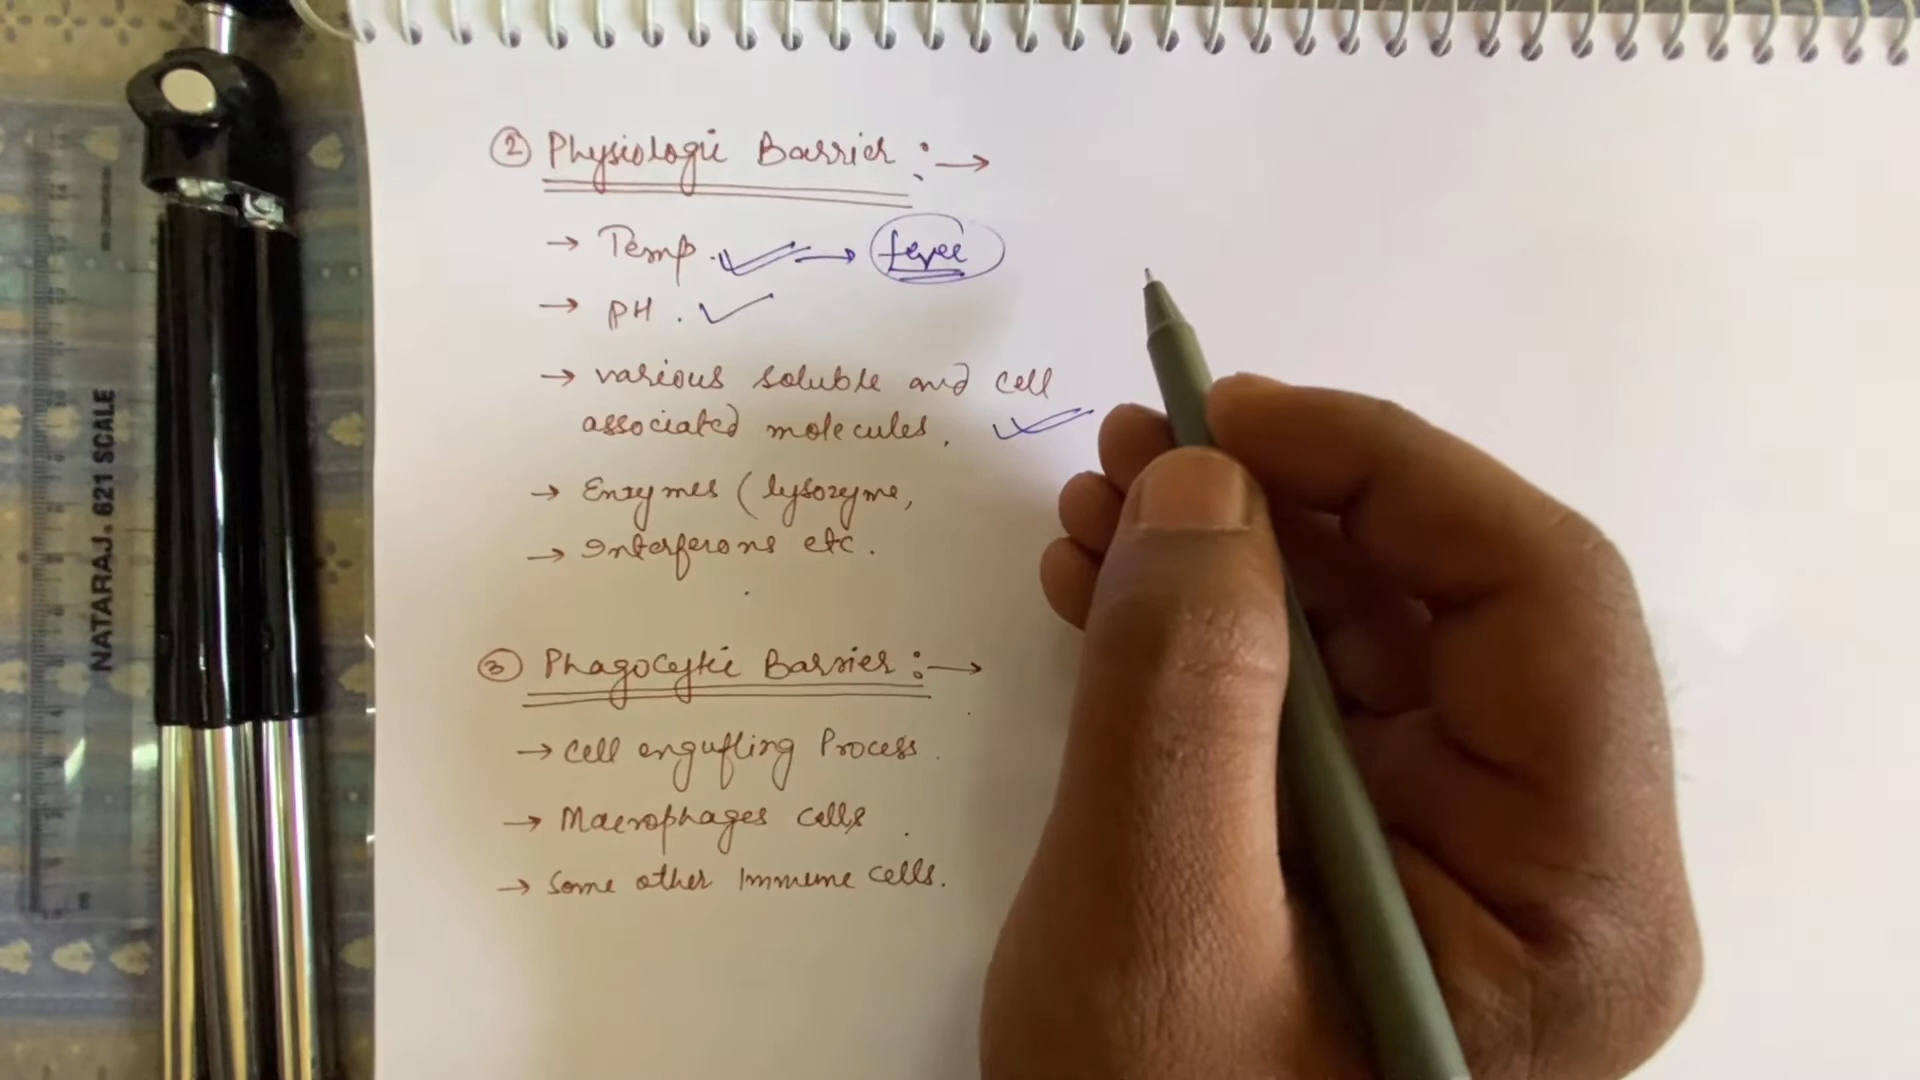 ② Physiologic Barrier :→
→ Temp. → fever
→ pH .
→ various soluble and cell
associated molecules.
→ Enzymes ( lysozyme,
→ Interferons etc .
③ Phagocytic Barrier :→
→ cell engufling Process .
→ Macrophages cells .
→ Some other Immune cells.
NATARAJ. 621 SCALE